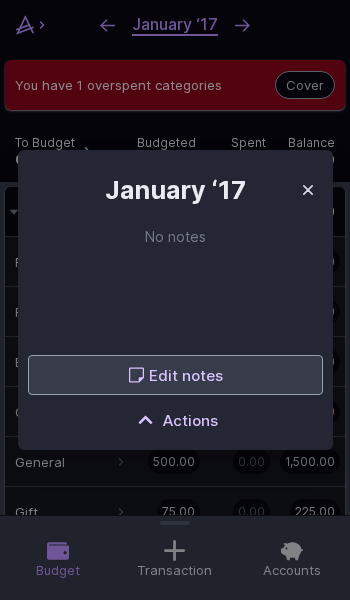 January ‘17
You have 1 overspent categories
Cover
To Budget Budgeted Spent Balance
January ‘17
No notes
Edit notes
Actions
General 500.00 0.00 1,500.00
Gift 75.00 0.00 225.00
Budget Transaction Accounts